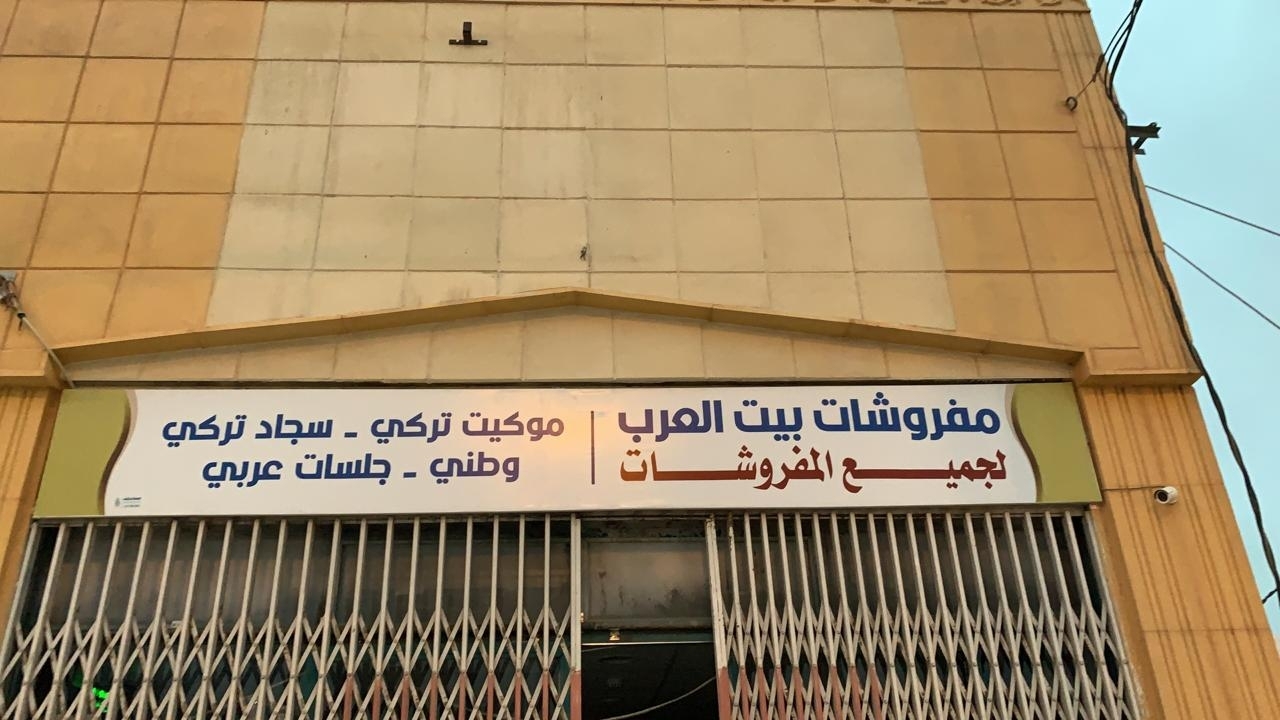 مفروشات بيت العرب
لجميع المفروشات
موكيت تركي - سجاد تركي
وطني - جلسات عربي